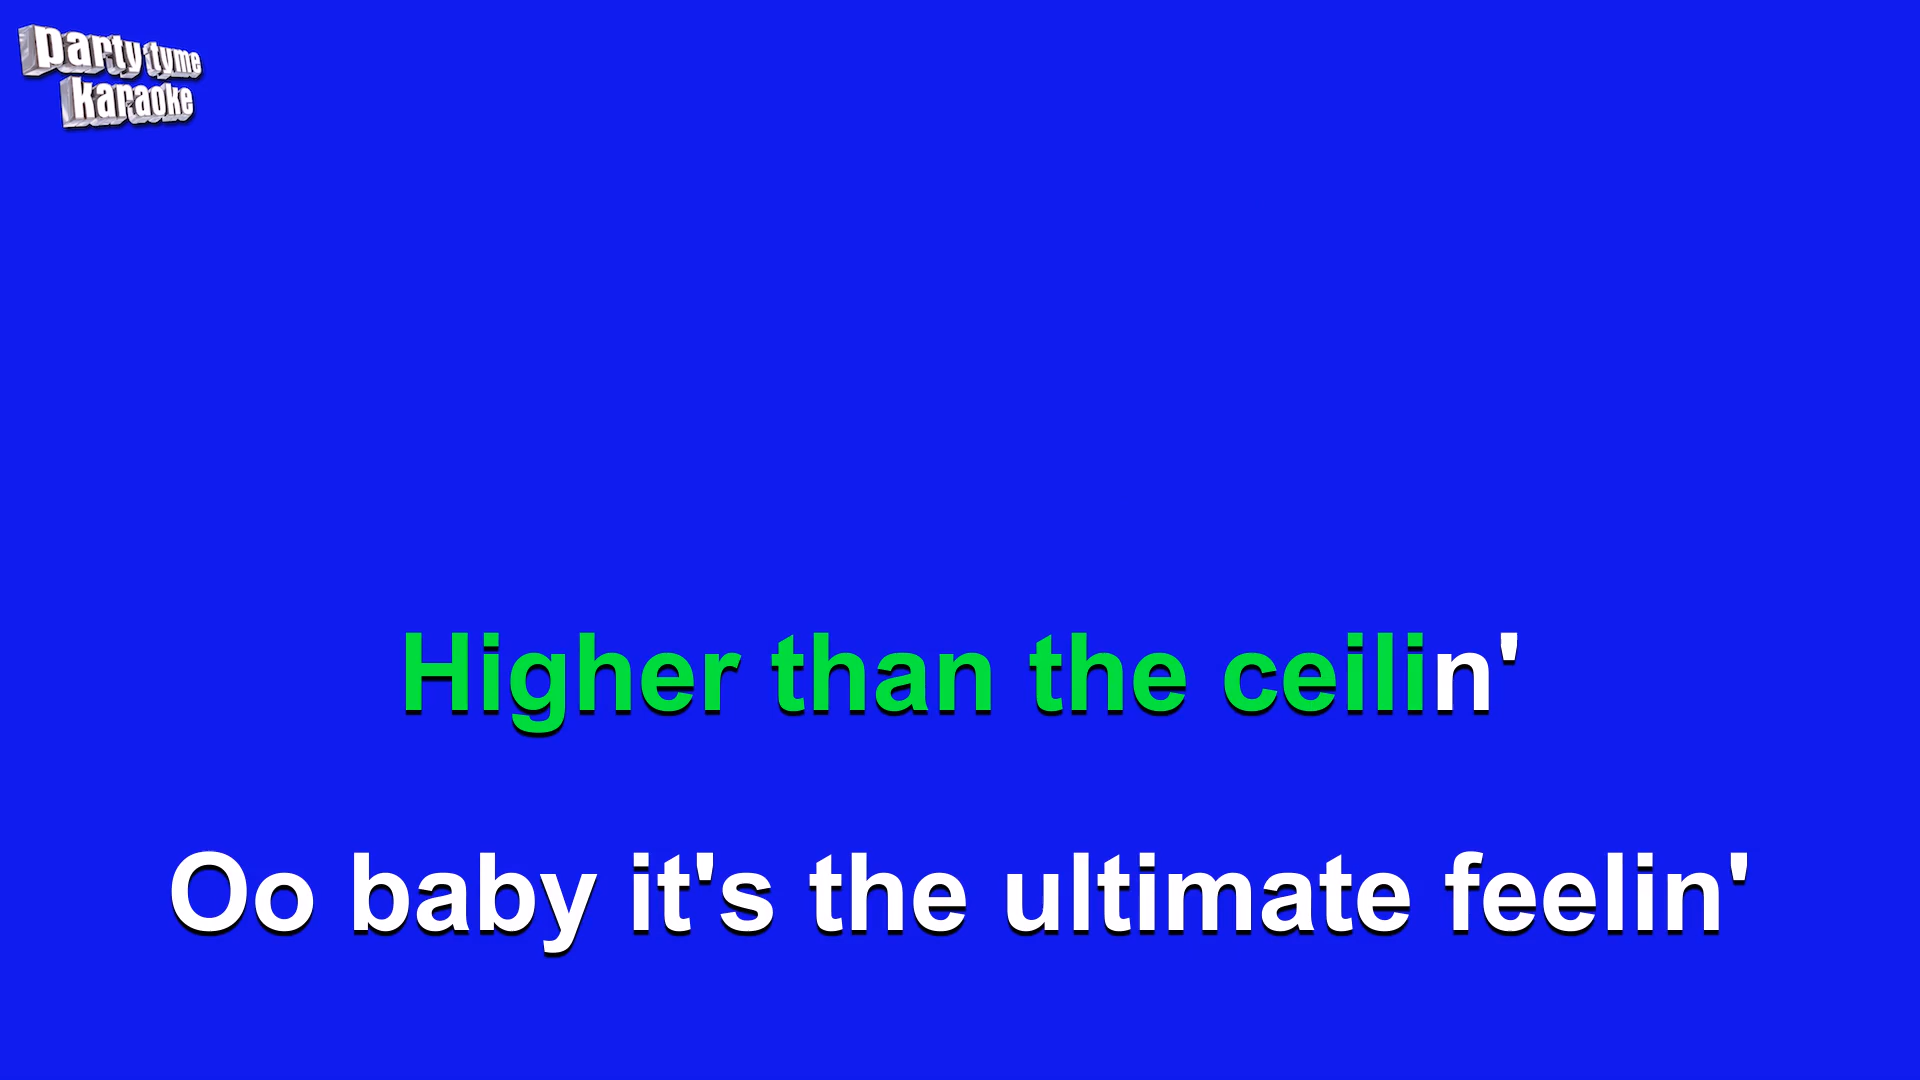 party tyme
karaoke
Higher than the ceilin'
Oo baby it's the ultimate feelin'